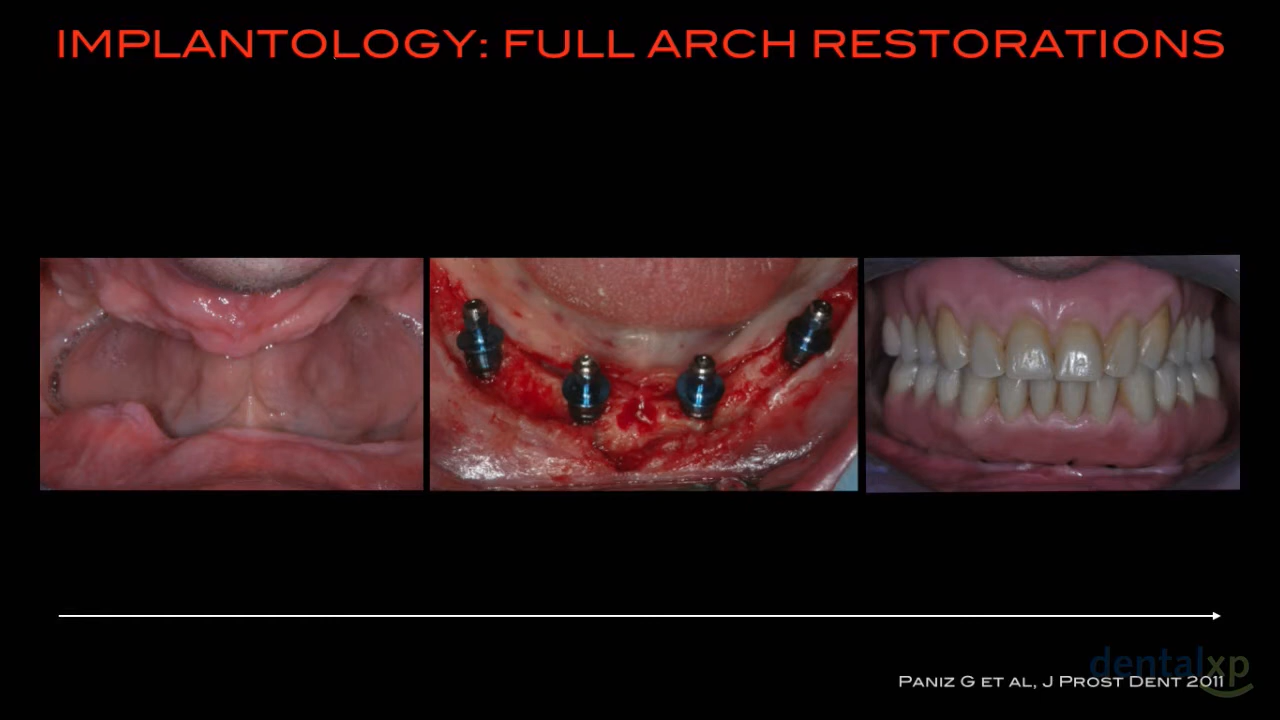 IMPLANTOLOGY: FULL ARCH RESTORATIONS
dentalxp
PANIZ G ET AL, J PROST DENT 2011